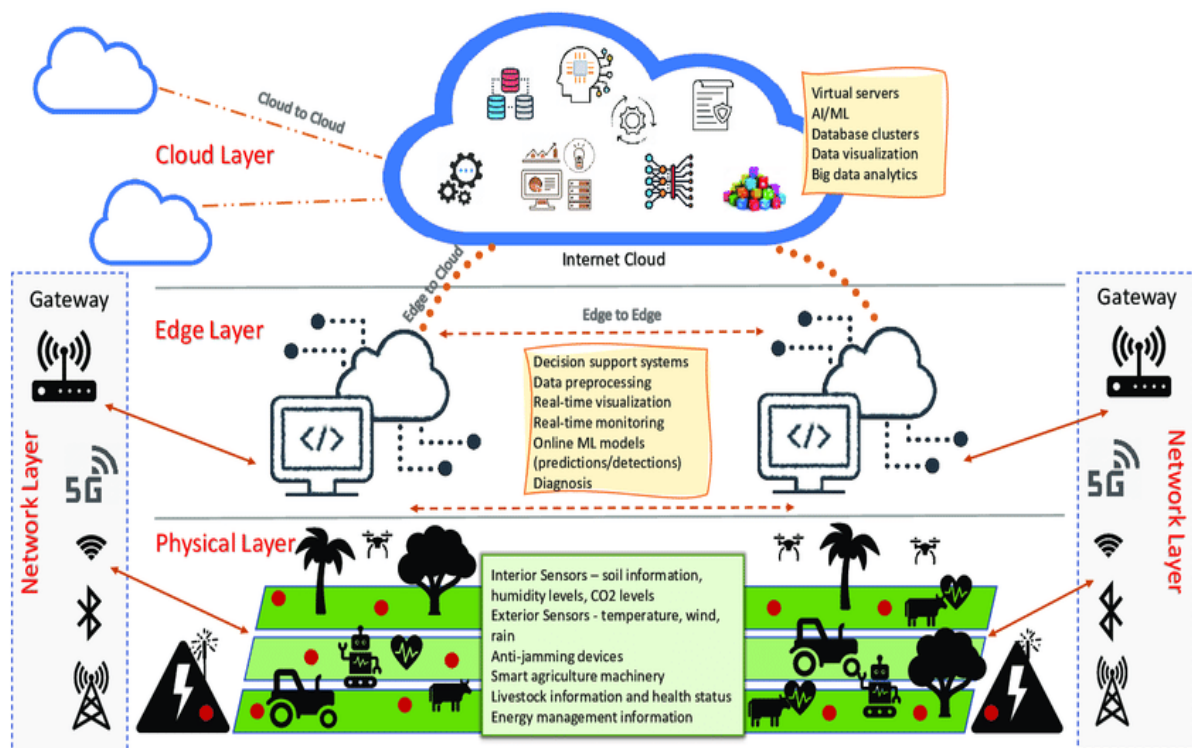 Cloud to Cloud
Cloud Layer
Virtual servers
AI/ML
Database clusters
Data visualization
Big data analytics
Internet Cloud
Edge to Cloud
Gateway
Network Layer
5G
Edge Layer
Edge to Edge
</>
</>
Decision support systems
Data preprocessing
Real-time visualization
Real-time monitoring
Online ML models
(predictions/detections)
Diagnosis
Gateway
Network Layer
5G
Physical Layer
Interior Sensors – soil information,
humidity levels, CO2 levels
Exterior Sensors - temperature, wind,
rain
Anti-jamming devices
Smart agriculture machinery
Livestock information and health status
Energy management information